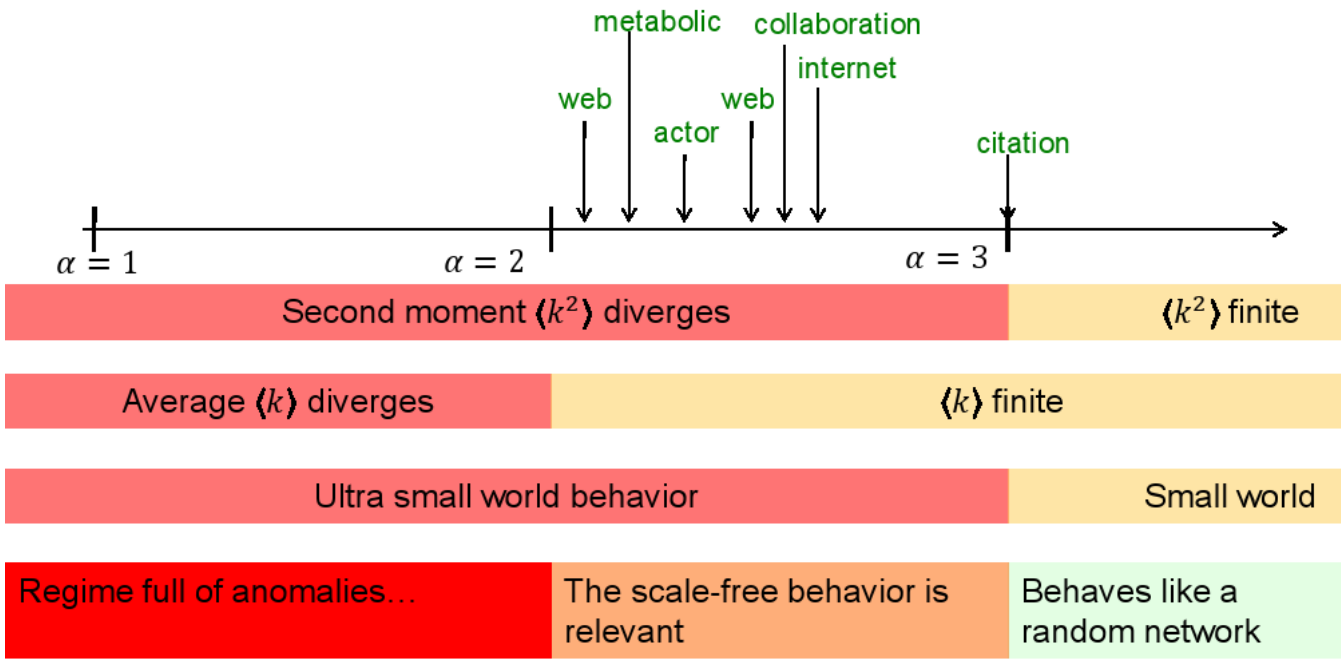 metabolic
collaboration
internet
web
web
actor
citation
α = 1
α = 2
α = 3
Second moment ⟨k²⟩ diverges
⟨k²⟩ finite
Average ⟨k⟩ diverges
⟨k⟩ finite
Ultra small world behavior
Small world
Regime full of anomalies…
The scale-free behavior is
relevant
Behaves like a
random network